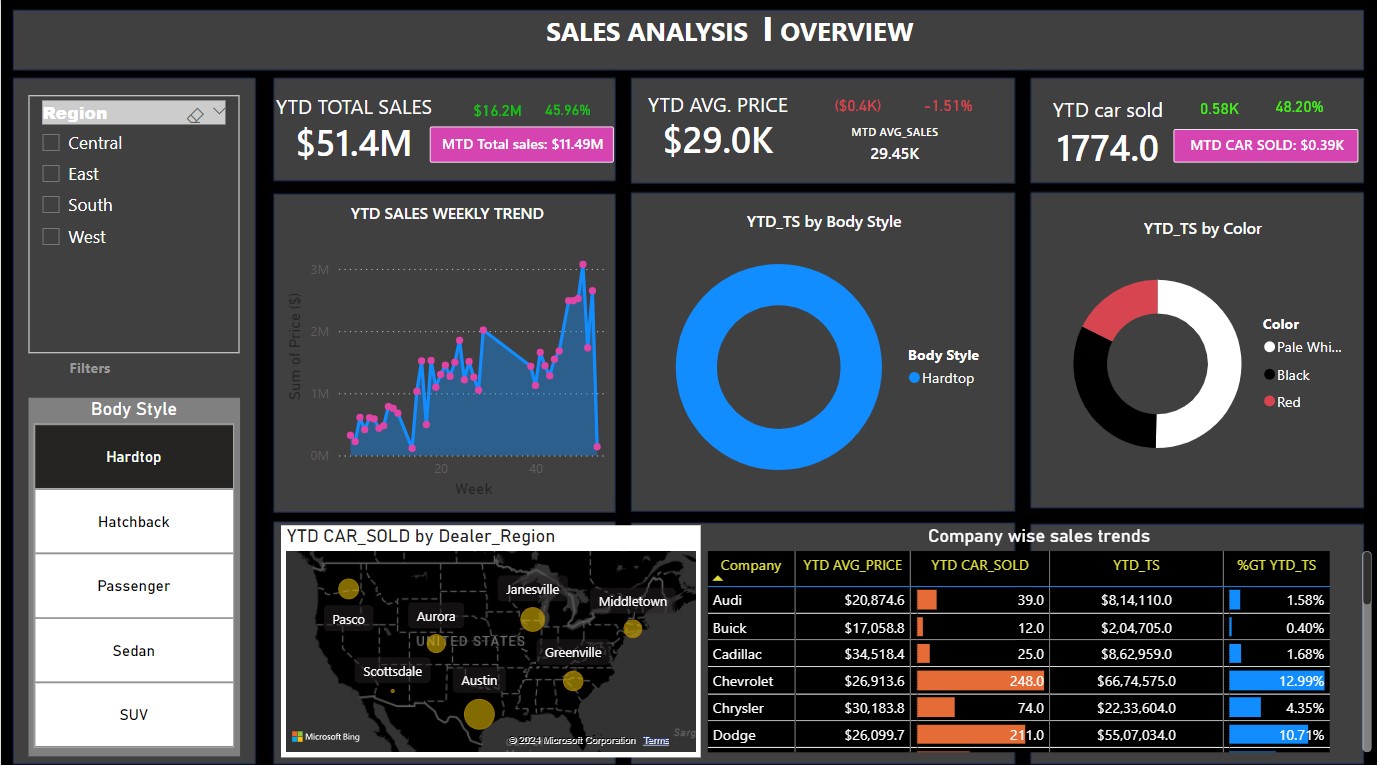 SALES ANALYSIS | OVERVIEW
Region
Central
East
South
West
Filters
Body Style
Hardtop
Hatchback
Passenger
Sedan
SUV
YTD TOTAL SALES
$16.2M 45.96%
$51.4M
MTD Total sales: $11.49M
YTD AVG. PRICE
($0.4K) -1.51%
$29.0K
MTD AVG_SALES
29.45K
YTD car sold
0.58K 48.20%
1774.0
MTD CAR SOLD: $0.39K
YTD SALES WEEKLY TREND
Sum of Price ($)
3M
2M
1M
0M
20 40
Week
YTD_TS by Body Style
Body Style
Hardtop
YTD_TS by Color
Color
Pale Whi...
Black
Red
YTD CAR_SOLD by Dealer_Region
Janesville
Middletown
Pasco
Aurora
UNITED STATES
Greenville
Scottsdale
Austin
Microsoft Bing
© 2024 Microsoft Corporation Terms
Company wise sales trends
Company YTD AVG_PRICE YTD CAR_SOLD YTD_TS %GT YTD_TS
Audi $20,874.6 39.0 $8,14,110.0 1.58%
Buick $17,058.8 12.0 $2,04,705.0 0.40%
Cadillac $34,518.4 25.0 $8,62,959.0 1.68%
Chevrolet $26,913.6 248.0 $66,74,575.0 12.99%
Chrysler $30,183.8 74.0 $22,33,604.0 4.35%
Dodge $26,099.7 211.0 $55,07,034.0 10.71%